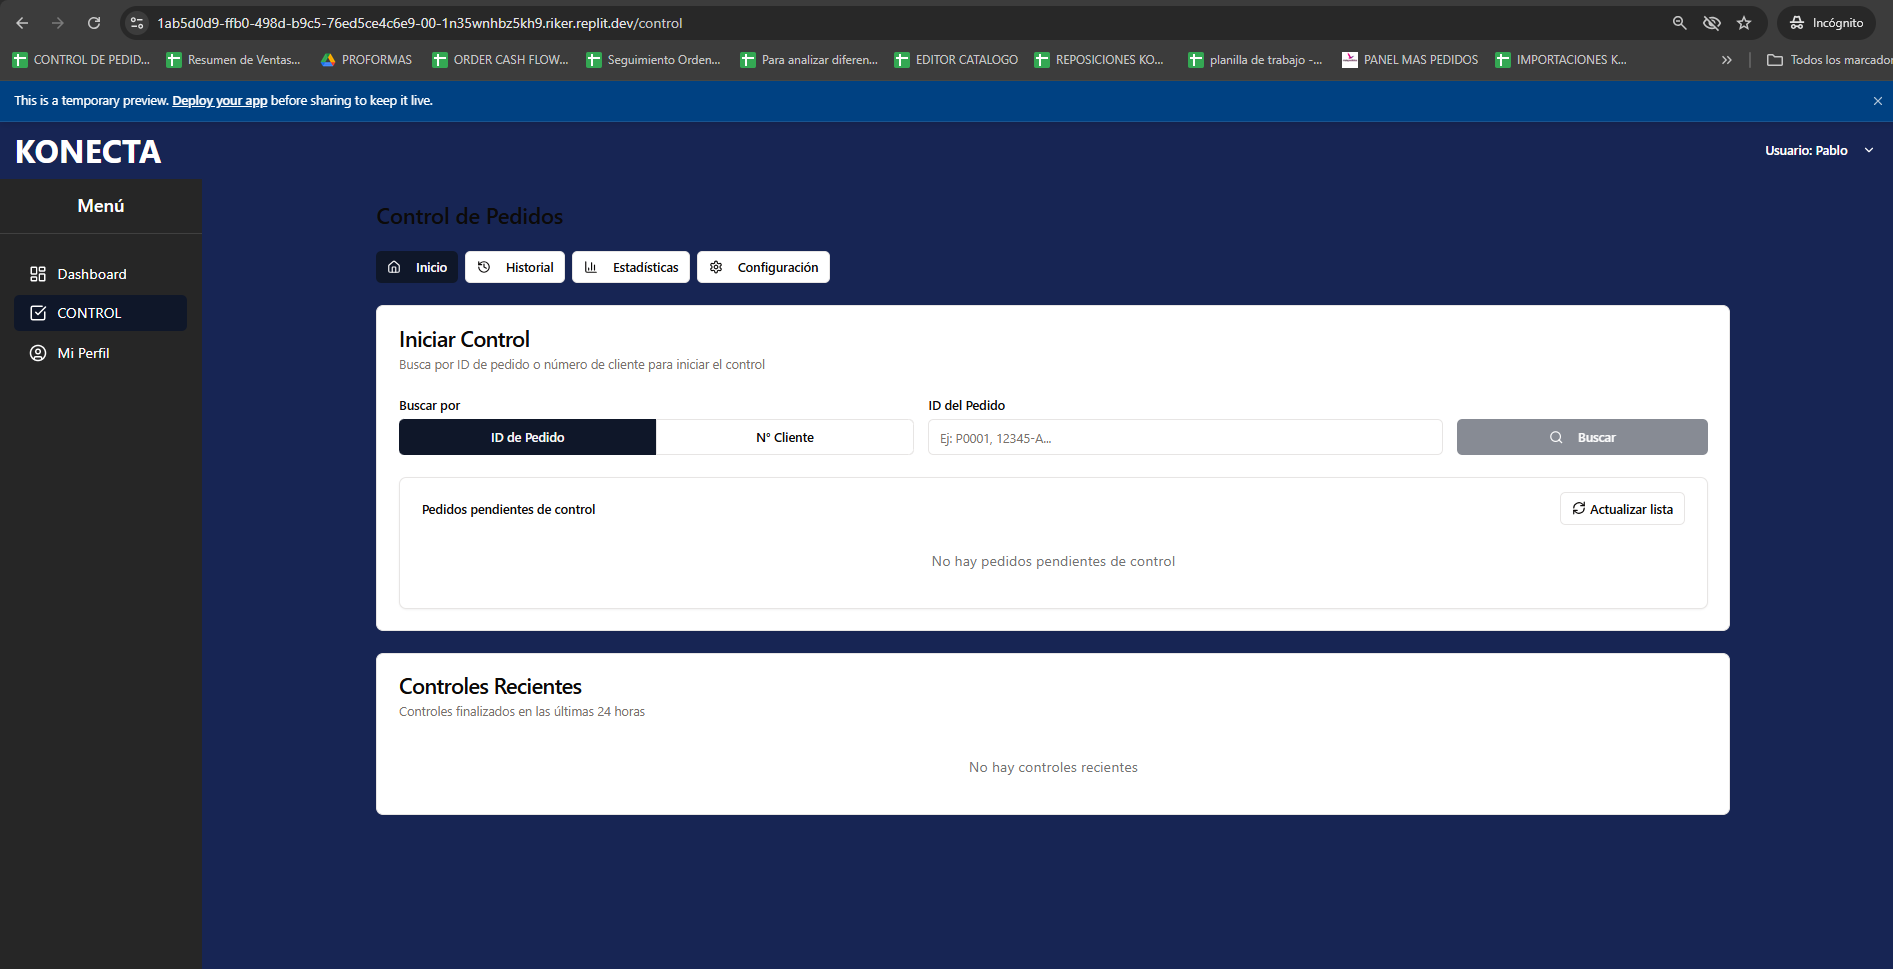 1ab5d0d9-ffb0-498d-b9c5-76ed5ce4c6e9-00-1n35wnhbz5kh9.riker.replit.dev/control
Incógnito
CONTROL DE PEDID... Resumen de Ventas... PROFORMAS ORDER CASH FLOW... Seguimiento Orden... Para analizar diferen... EDITOR CATALOGO REPOSICIONES KO... planilla de trabajo -... PANEL MAS PEDIDOS IMPORTACIONES K... » Todos los marcador
This is a temporary preview. Deploy your app before sharing to keep it live.
KONECTA
Usuario: Pablo
Menú
Dashboard
CONTROL
Mi Perfil
Control de Pedidos
Inicio Historial Estadísticas Configuración
Iniciar Control
Busca por ID de pedido o número de cliente para iniciar el control
Buscar por ID del Pedido
ID de Pedido N° Cliente Ej: P0001, 12345-A... Buscar
Pedidos pendientes de control Actualizar lista
No hay pedidos pendientes de control
Controles Recientes
Controles finalizados en las últimas 24 horas
No hay controles recientes